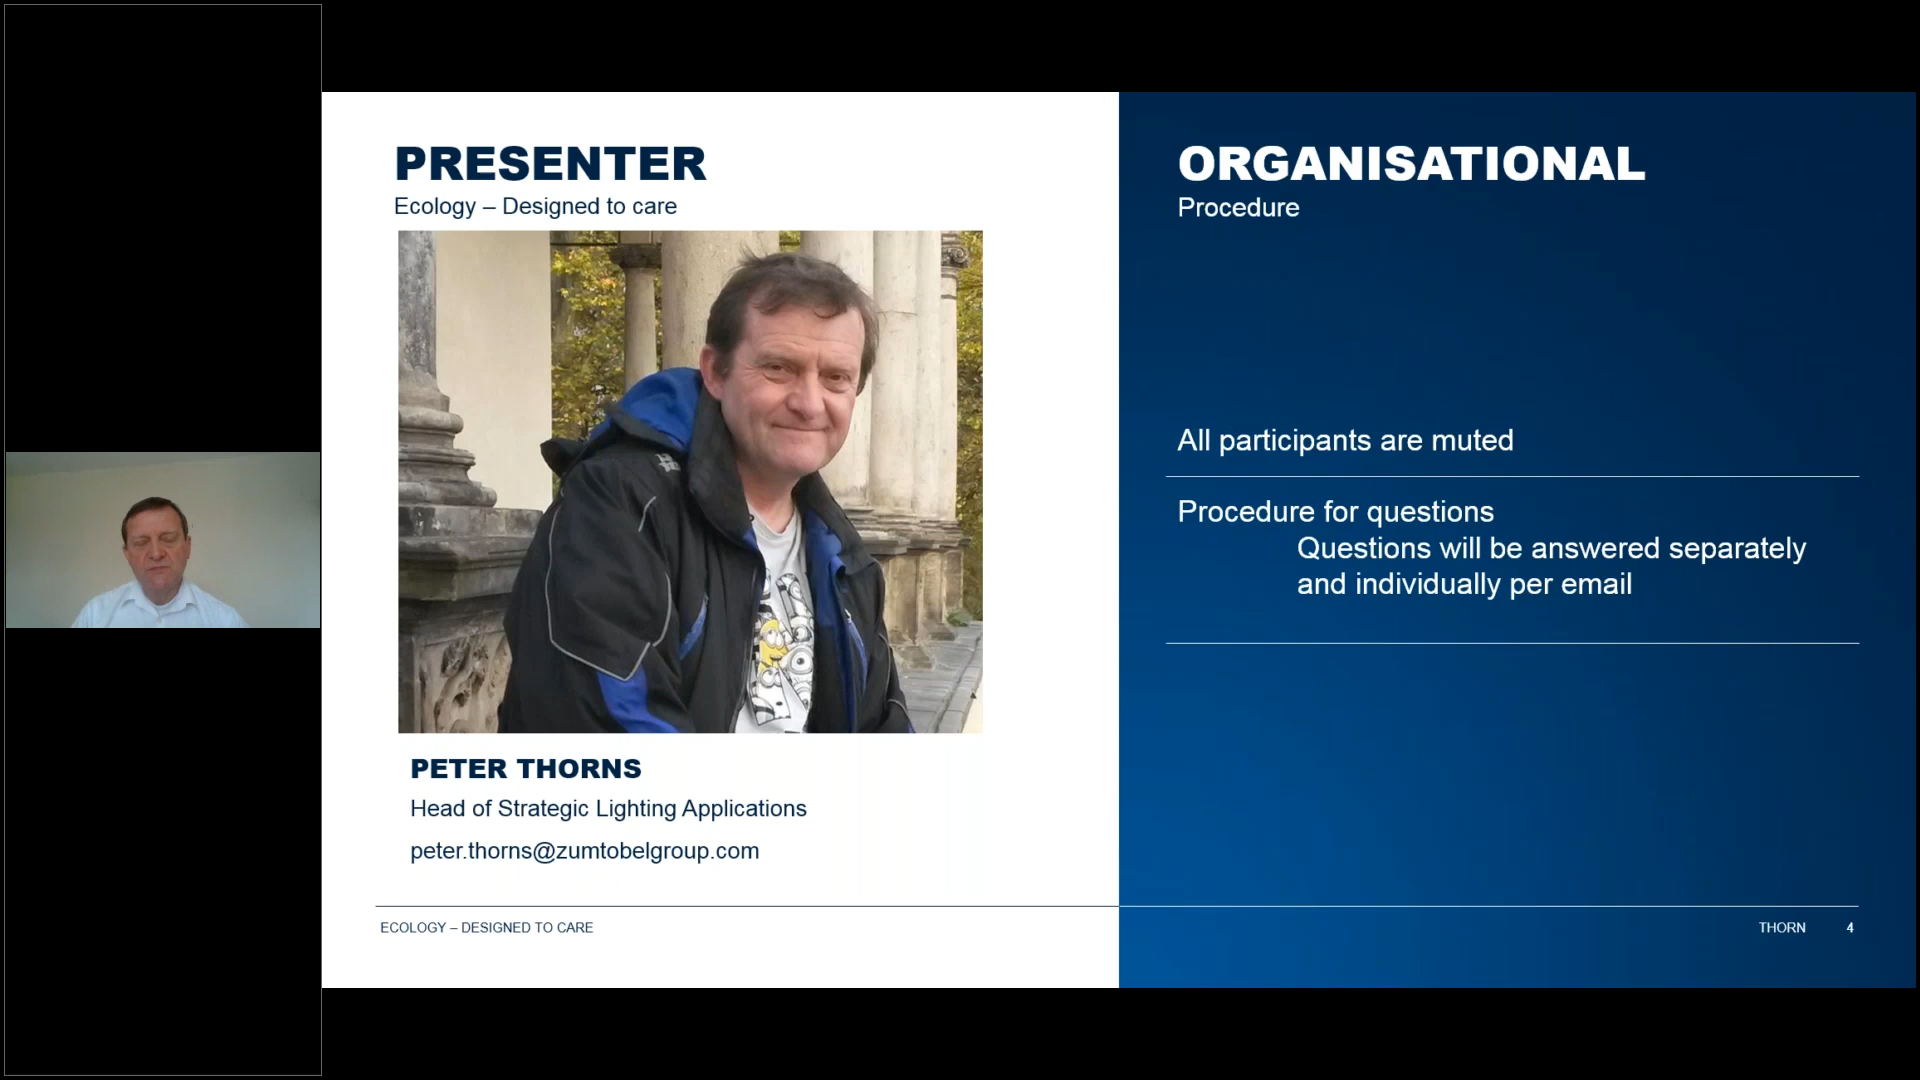 PRESENTER
Ecology – Designed to care
PETER THORNS
Head of Strategic Lighting Applications
peter.thorns@zumtobelgroup.com
ORGANISATIONAL
Procedure
All participants are muted
Procedure for questions
Questions will be answered separately
and individually per email
ECOLOGY – DESIGNED TO CARE
THORN 4